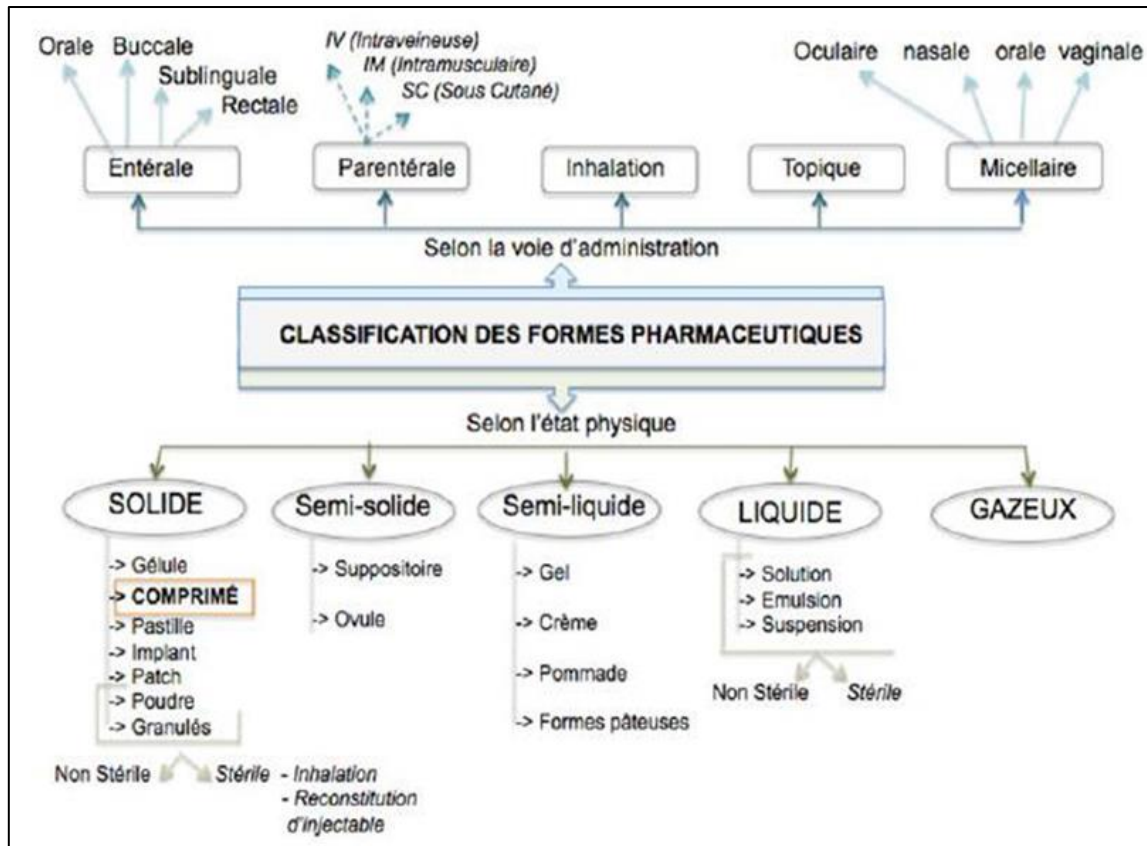 Orale
Buccale
Sublinguale
Rectale
IV (Intraveineuse)
IM (Intramusculaire)
SC (Sous Cutané)
Oculaire nasale orale vaginale
Entérale
Parentérale
Inhalation
Topique
Micellaire
Selon la voie d'administration
CLASSIFICATION DES FORMES PHARMACEUTIQUES
Selon l'état physique
SOLIDE
-> Gélule
-> COMPRIMÉ
-> Pastille
-> Implant
-> Patch
-> Poudre
-> Granulés
Non Stérile
Stérile - Inhalation
- Reconstitution
d'injectable
Semi-solide
-> Suppositoire
-> Ovule
Semi-liquide
-> Gel
-> Crème
-> Pommade
-> Formes pâteuses
LIQUIDE
-> Solution
-> Emulsion
-> Suspension
Non Stérile
Stérile
GAZEUX